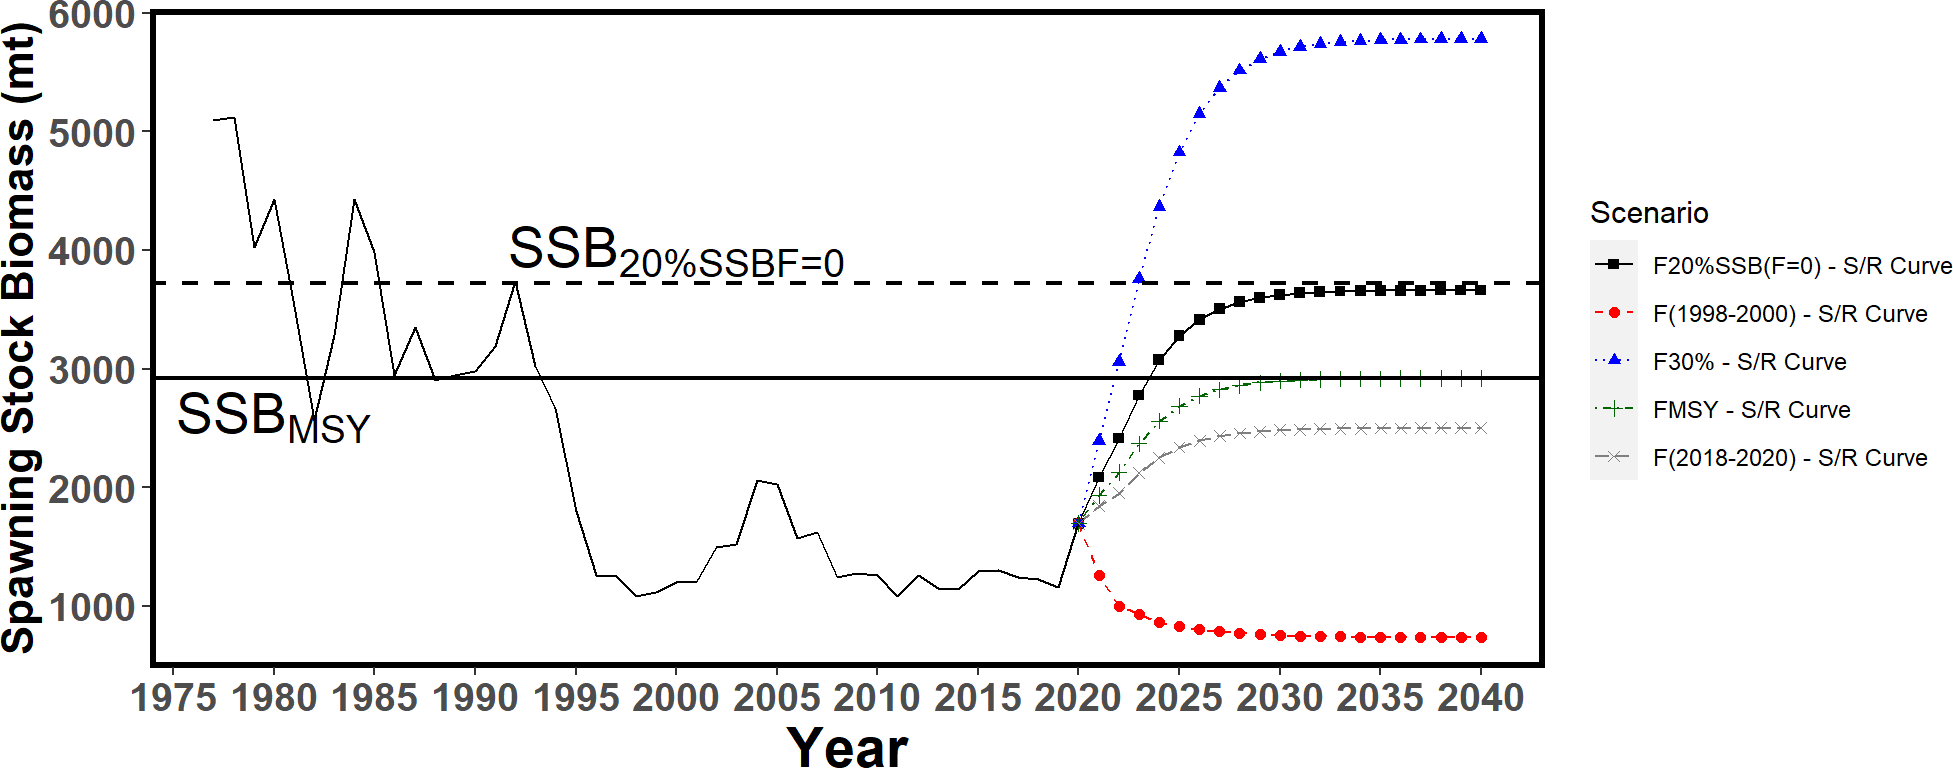 Spawning Stock Biomass (mt)
6000
5000
4000
3000
2000
1000
SSB20%SSBF=0
SSBMSY
1975 1980 1985 1990 1995 2000 2005 2010 2015 2020 2025 2030 2035 2040
Year
Scenario
F20%SSB(F=0) - S/R Curve
F(1998-2000) - S/R Curve
F30% - S/R Curve
FMSY - S/R Curve
F(2018-2020) - S/R Curve